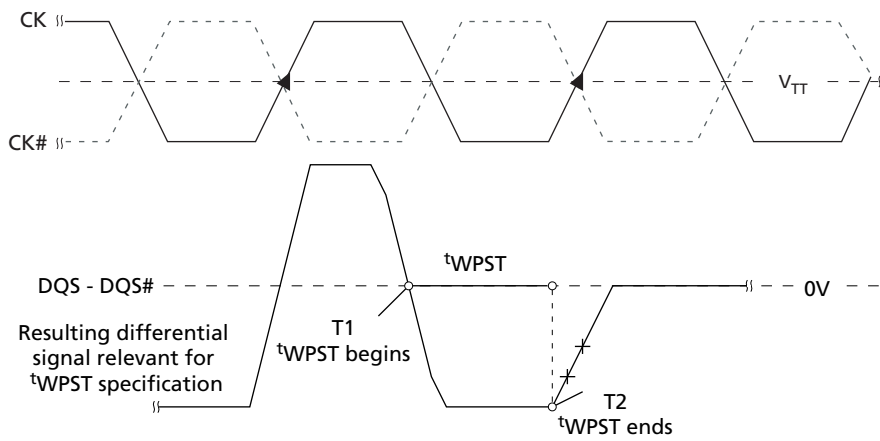 CK
V_TT
CK#
tWPST
DQS - DQS#
0V
T1
tWPST begins
Resulting differential
signal relevant for
tWPST specification
T2
tWPST ends